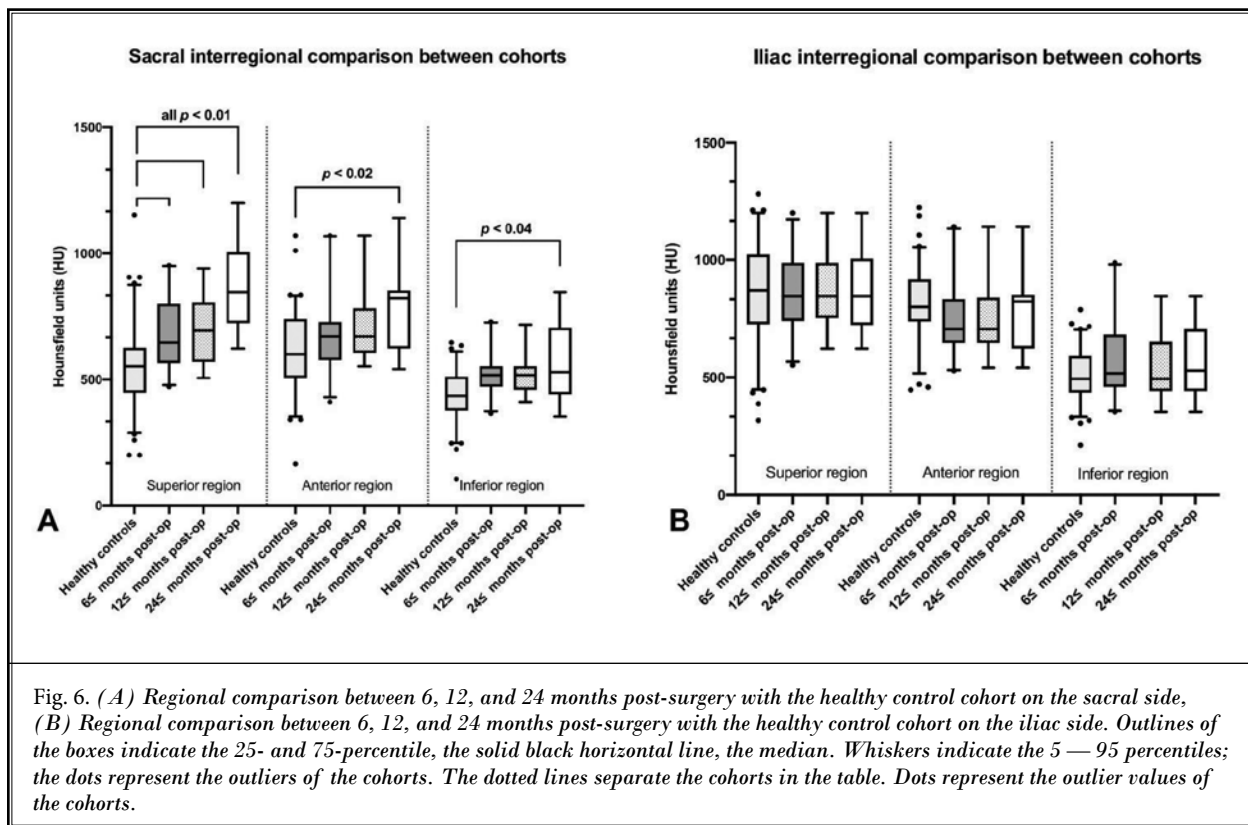 Sacral interregional comparison between cohorts
all p < 0.01
p < 0.02
p < 0.04
Hounsfield units (HU)
1500
1000
500
0
Superior region
Anterior region
Inferior region
A
Healthy controls
6≤ months post-op
12≤ months post-op
24≤ months post-op
Healthy controls
6≤ months post-op
12≤ months post-op
24≤ months post-op
Healthy controls
6≤ months post-op
12≤ months post-op
24≤ months post-op
Iliac interregional comparison between cohorts
Hounsfield units (HU)
1500
1000
500
0
Superior region
Anterior region
Inferior region
B
Healthy controls
6≤ months post-op
12≤ months post-op
24≤ months post-op
Healthy controls
6≤ months post-op
12≤ months post-op
24≤ months post-op
Healthy controls
6≤ months post-op
12≤ months post-op
24≤ months post-op
Fig. 6. (A) Regional comparison between 6, 12, and 24 months post-surgery with the healthy control cohort on the sacral side,
(B) Regional comparison between 6, 12, and 24 months post-surgery with the healthy control cohort on the iliac side. Outlines of
the boxes indicate the 25- and 75-percentile, the solid black horizontal line, the median. Whiskers indicate the 5 — 95 percentiles;
the dots represent the outliers of the cohorts. The dotted lines separate the cohorts in the table. Dots represent the outlier values of
the cohorts.